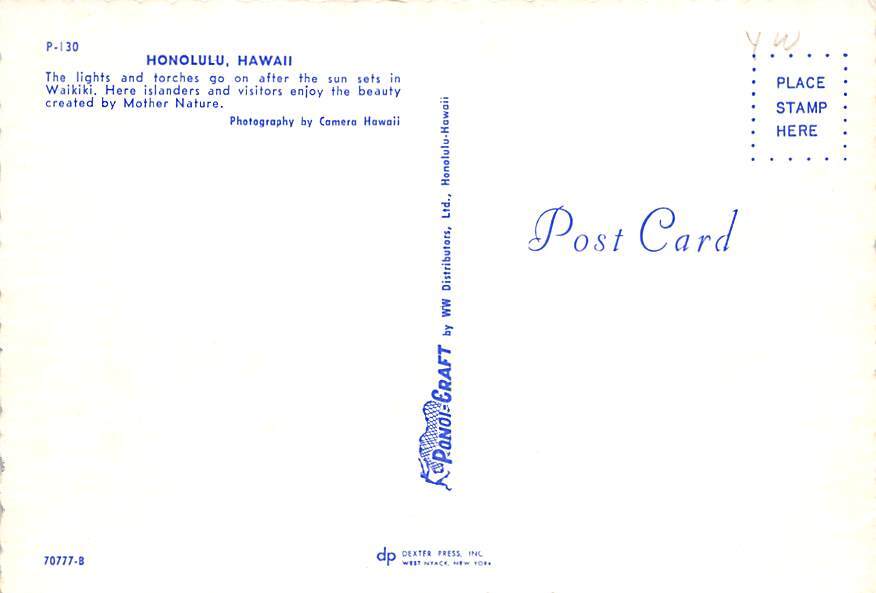 P-130
HONOLULU, HAWAII
The lights and torches go on after the sun sets in
Waikiki. Here islanders and visitors enjoy the beauty
created by Mother Nature.
Photography by Camera Hawaii
YW
PLACE
STAMP
HERE
Post Card
PONOI-CRAFT by WW Distributors, Ltd., Honolulu-Hawaii
70777-B
dp DEXTER PRESS, INC.
WEST NYACK, NEW YORK